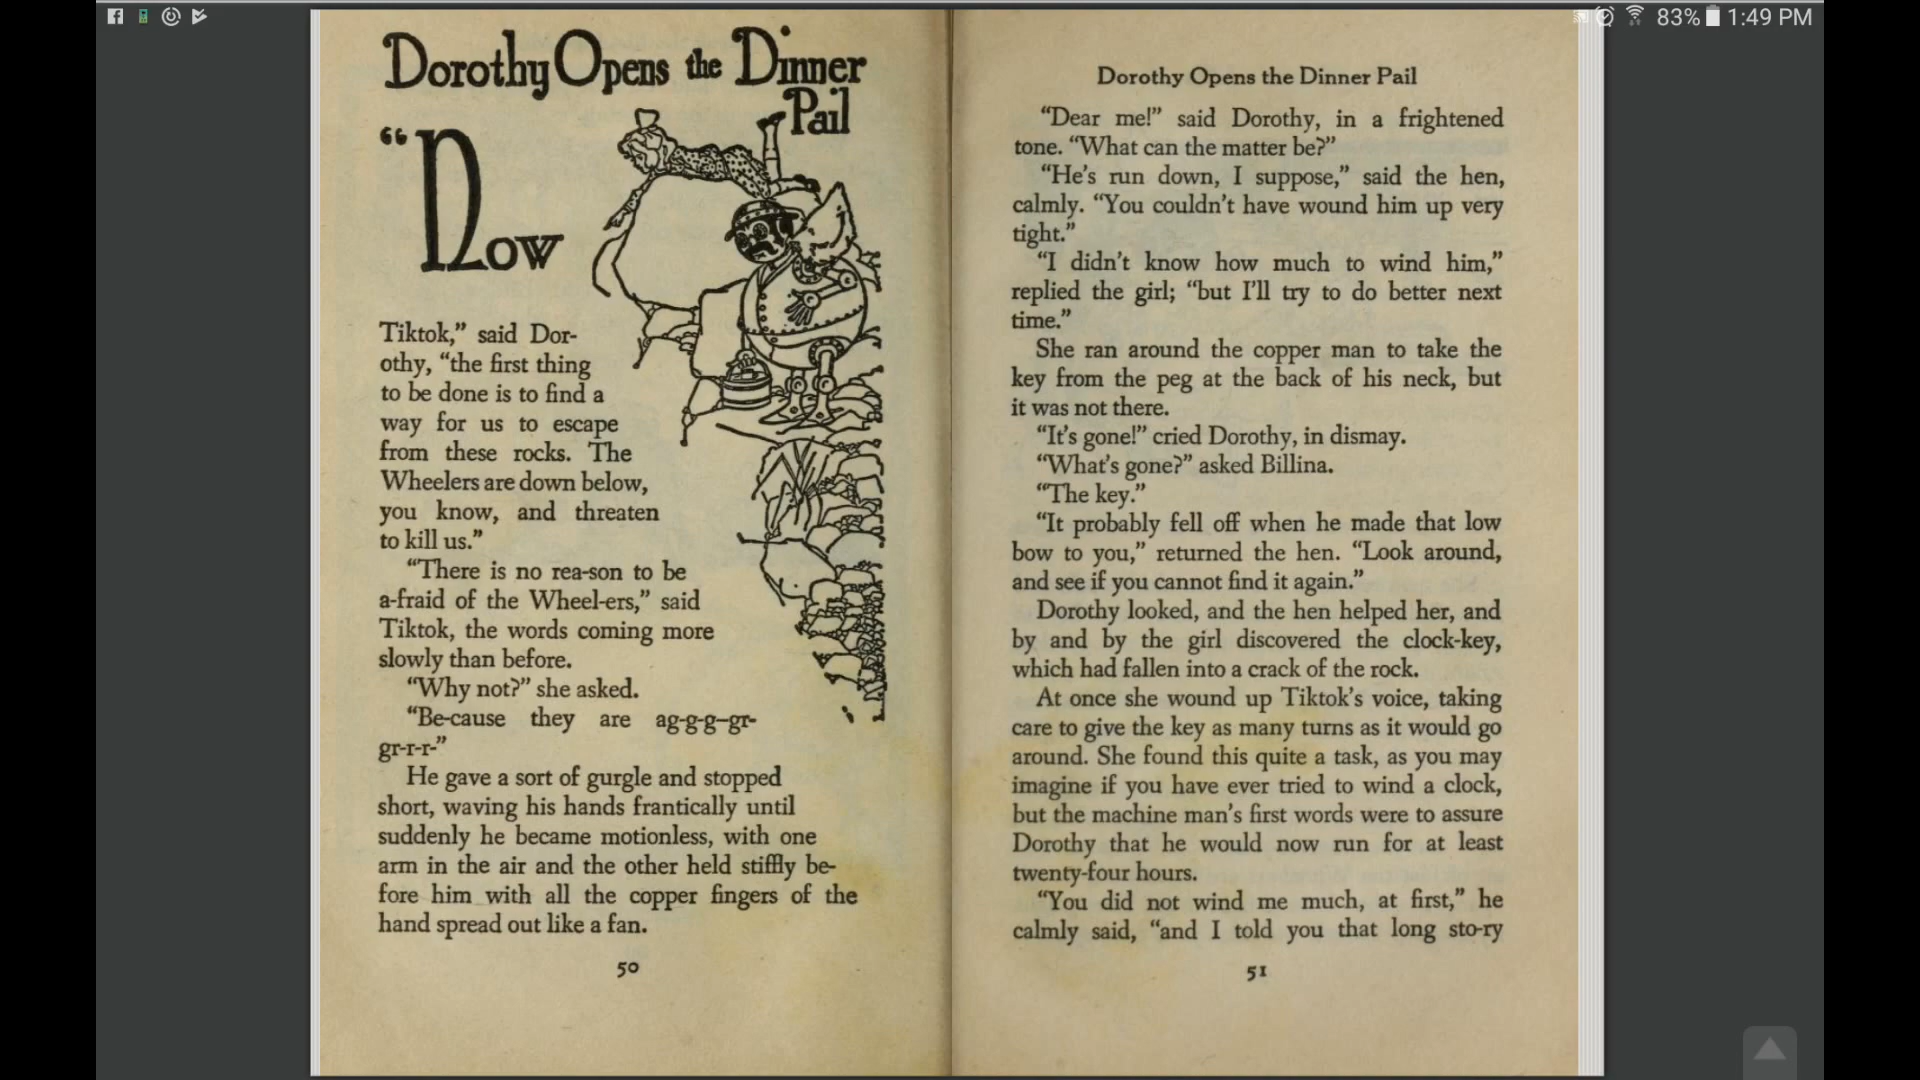 83% 1:49 PM
Dorothy Opens the Dinner
Pail
“Now
Tiktok,” said Dor-
othy, “the first thing
to be done is to find a
way for us to escape
from these rocks. The
Wheelers are down below,
you know, and threaten
to kill us.”
“There is no rea-son to be
a-fraid of the Wheel-ers,” said
Tiktok, the words coming more
slowly than before.
“Why not?” she asked.
“Be-cause they are ag-g-g–gr-
gr-r-r-”
He gave a sort of gurgle and stopped
short, waving his hands frantically until
suddenly he became motionless, with one
arm in the air and the other held stiffly be-
fore him with all the copper fingers of the
hand spread out like a fan.
50
Dorothy Opens the Dinner Pail
“Dear me!” said Dorothy, in a frightened
tone. “What can the matter be?”
“He's run down, I suppose,” said the hen,
calmly. “You couldn't have wound him up very
tight.”
“I didn't know how much to wind him,”
replied the girl; “but I'll try to do better next
time.”
She ran around the copper man to take the
key from the peg at the back of his neck, but
it was not there.
“It's gone!” cried Dorothy, in dismay.
“What's gone?” asked Billina.
“The key.”
“It probably fell off when he made that low
bow to you,” returned the hen. “Look around,
and see if you cannot find it again.”
Dorothy looked, and the hen helped her, and
by and by the girl discovered the clock-key,
which had fallen into a crack of the rock.
At once she wound up Tiktok's voice, taking
care to give the key as many turns as it would go
around. She found this quite a task, as you may
imagine if you have ever tried to wind a clock,
but the machine man's first words were to assure
Dorothy that he would now run for at least
twenty-four hours.
“You did not wind me much, at first,” he
calmly said, “and I told you that long sto-ry
51